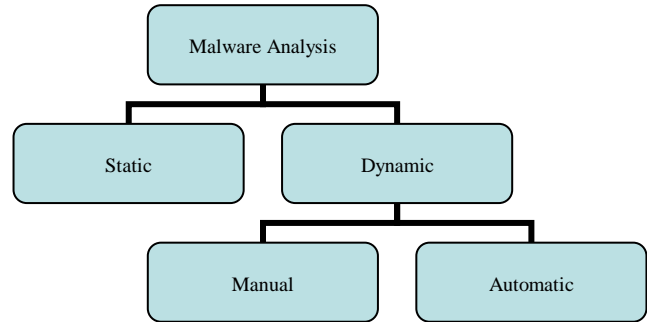 Malware Analysis
Static
Dynamic
Manual
Automatic